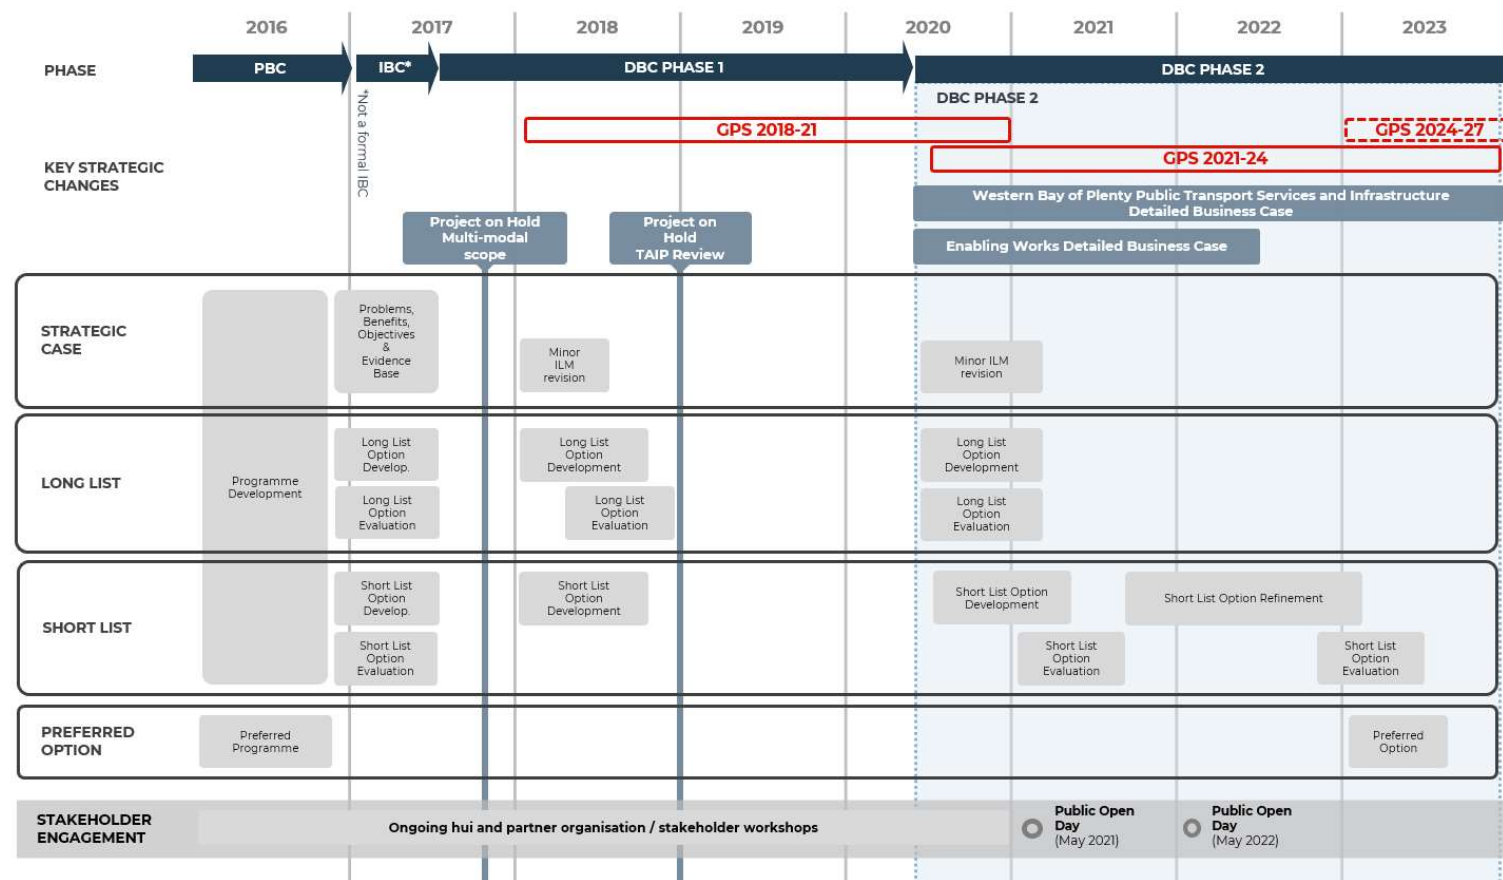 2016
2017
2018
2019
2020
2021
2022
2023
PHASE
PBC
IBC*
DBC PHASE 1
DBC PHASE 2
*Not a formal IBC
DBC PHASE 2
KEY STRATEGIC
CHANGES
GPS 2018-21
GPS 2024-27
GPS 2021-24
Western Bay of Plenty Public Transport Services and Infrastructure
Detailed Business Case
Project on Hold
Multi-modal
scope
Project on
Hold
TAIP Review
Enabling Works Detailed Business Case
STRATEGIC
CASE
Problems,
Benefits,
Objectives
&
Evidence
Base
Minor
ILM
revision
Minor ILM
revision
LONG LIST
Programme
Development
Long List
Option
Develop.
Long List
Option
Evaluation
Long List
Option
Development
Long List
Option
Evaluation
Long List
Option
Development
Long List
Option
Evaluation
SHORT LIST
Short List
Option
Develop.
Short List
Option
Evaluation
Short List
Option
Development
Short List Option
Development
Short List Option Refinement
Short List
Option
Evaluation
Short List
Option
Evaluation
PREFERRED
OPTION
Preferred
Programme
Preferred
Option
STAKEHOLDER
ENGAGEMENT
Ongoing hui and partner organisation / stakeholder workshops
Public Open
Day
(May 2021)
Public Open
Day
(May 2022)